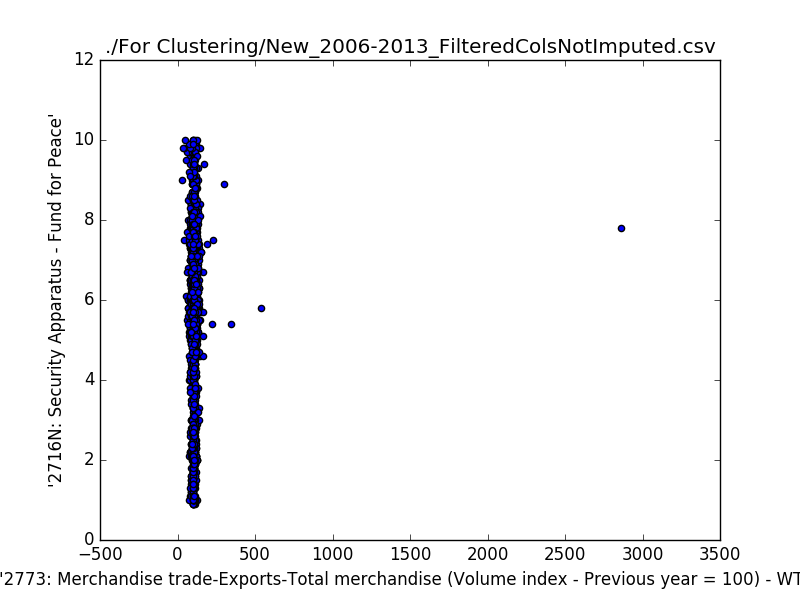 ./For Clustering/New_2006-2013_FilteredColsNotImputed.csv
'2716N: Security Apparatus - Fund for Peace'
12
10
8
6
4
2
0
−500 0 500 1000 1500 2000 2500 3000 3500
'2773: Merchandise trade-Exports-Total merchandise (Volume index - Previous year = 100) - WT